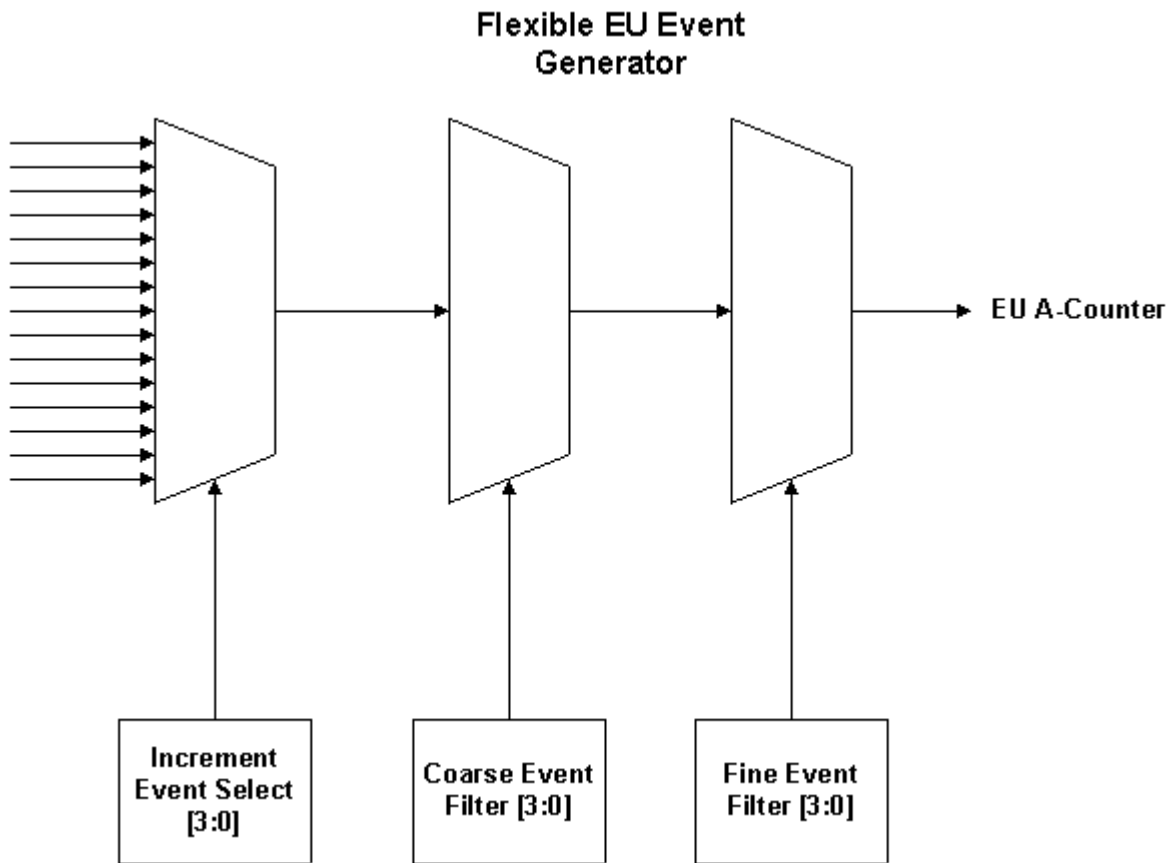 Flexible EU Event
Generator
EU A-Counter
Increment
Event Select
[3:0]
Coarse Event
Filter [3:0]
Fine Event
Filter [3:0]